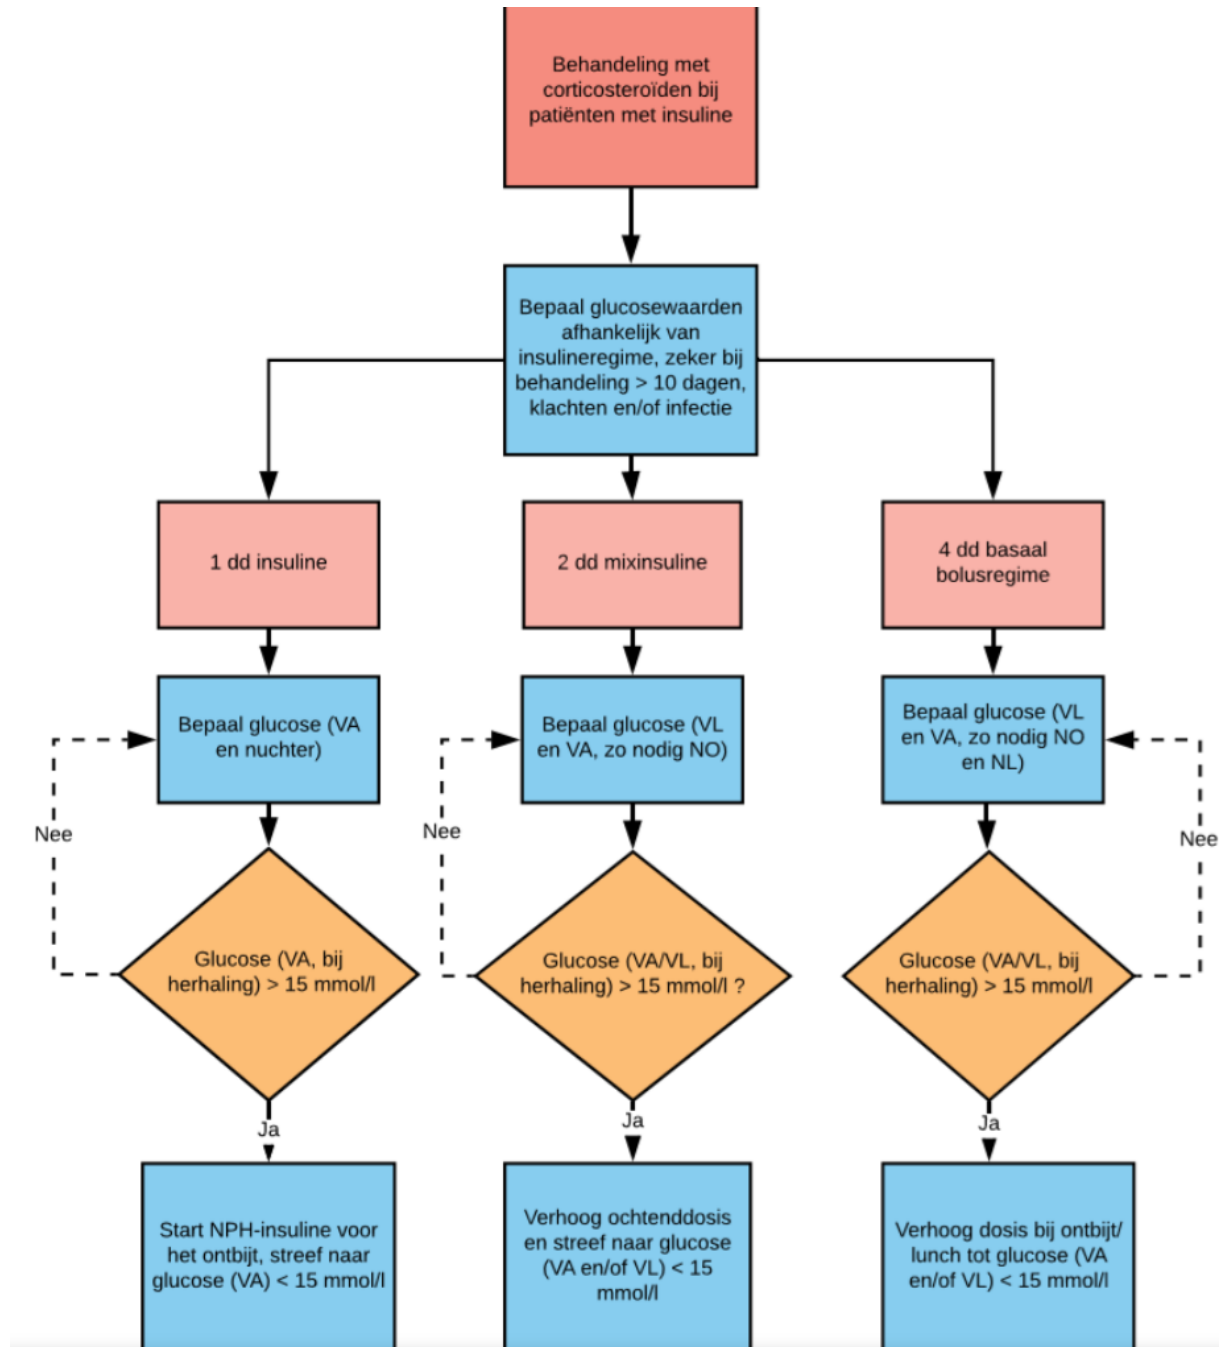 Behandeling met
corticosteroïden bij
patiënten met insuline
Bepaal glucosewaarden
afhankelijk van
insulineregime, zeker bij
behandeling > 10 dagen,
klachten en/of infectie
1 dd insuline
2 dd mixinsuline
4 dd basaal
bolusregime
Bepaal glucose (VA
en nuchter)
Bepaal glucose (VL
en VA, zo nodig NO)
Bepaal glucose (VL
en VA, zo nodig NO
en NL)
Nee
Nee
Nee
Glucose (VA, bij
herhaling) > 15 mmol/l
Glucose (VA/VL, bij
herhaling) > 15 mmol/l ?
Glucose (VA/VL, bij
herhaling) > 15 mmol/l
Ja
Ja
Ja
Start NPH-insuline voor
het ontbijt, streef naar
glucose (VA) < 15 mmol/l
Verhoog ochtenddosis
en streef naar glucose
(VA en/of VL) < 15
mmol/l
Verhoog dosis bij ontbijt/
lunch tot glucose (VA
en/of VL) < 15 mmol/l